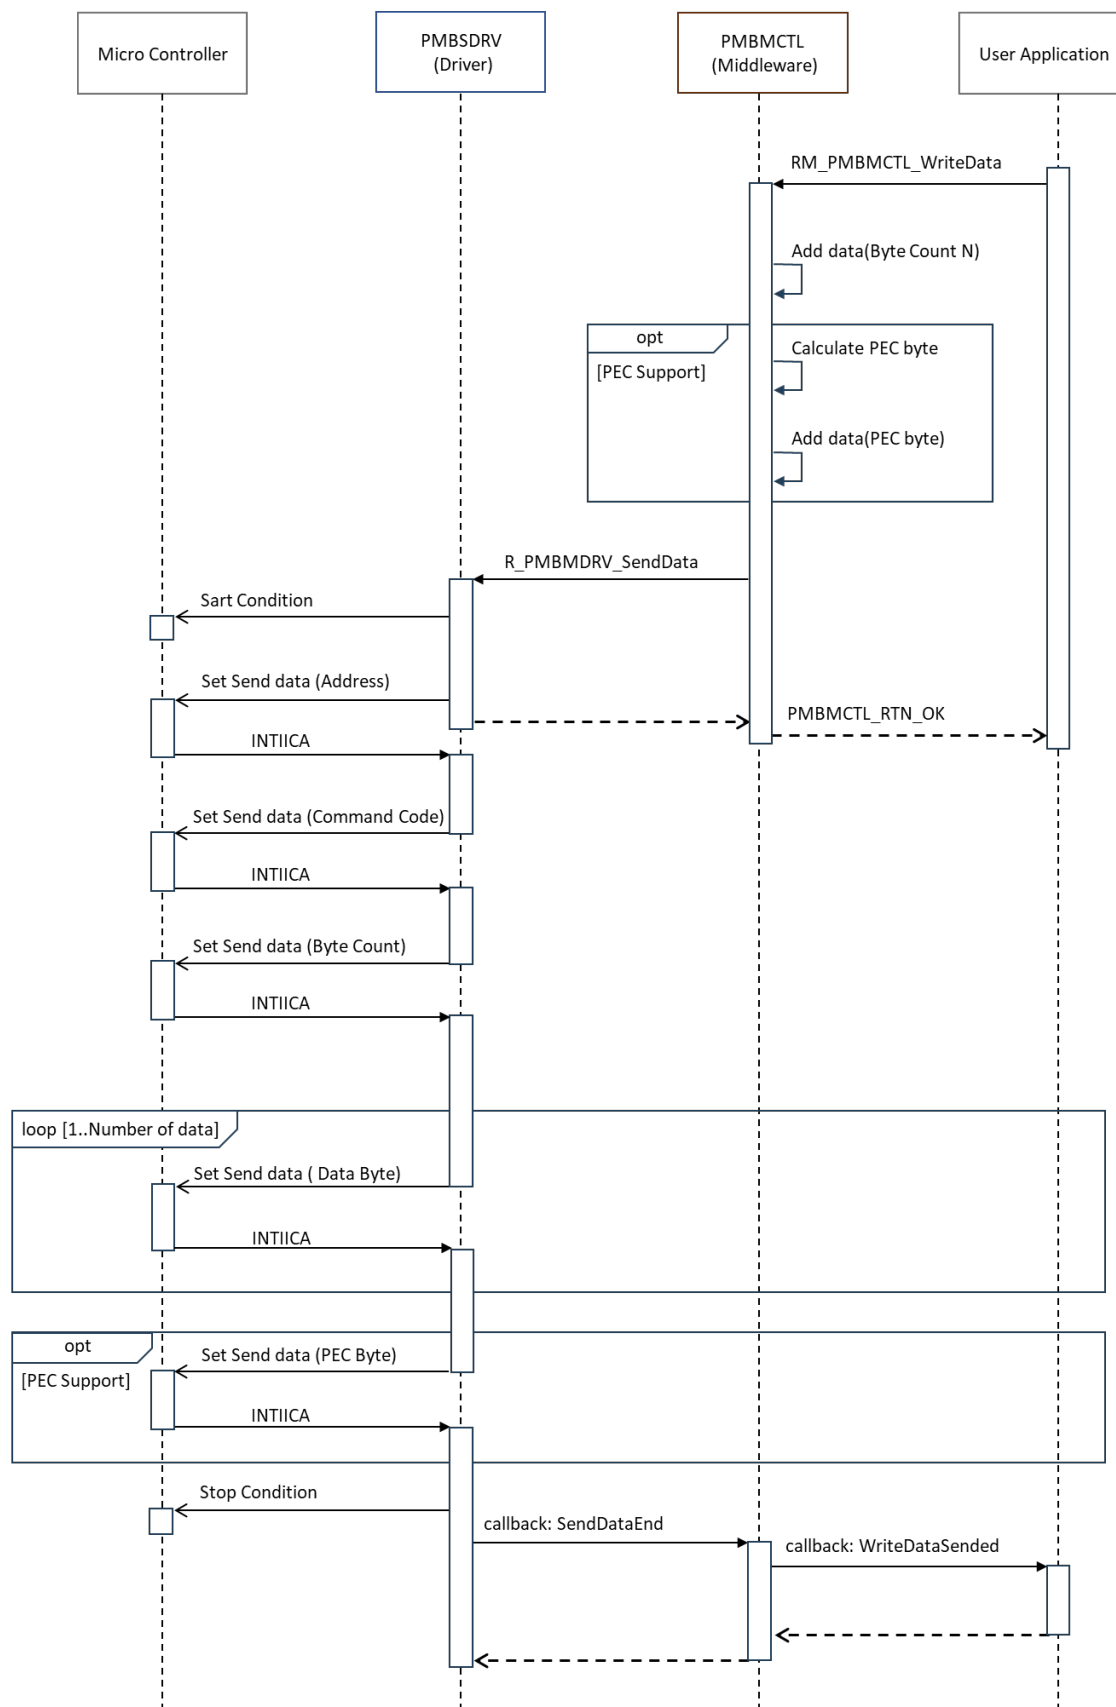 Micro Controller
PMBSDRV
(Driver)
PMBMCTL
(Middleware)
User Application
RM_PMBMCTL_WriteData
Add data(Byte Count N)
opt
Calculate PEC byte
[PEC Support]
Add data(PEC byte)
R_PMBMDRV_SendData
Sart Condition
Set Send data (Address)
PMBMCTL_RTN_OK
INTIICA
Set Send data (Command Code)
INTIICA
Set Send data (Byte Count)
INTIICA
loop [1..Number of data]
Set Send data ( Data Byte)
INTIICA
opt
Set Send data (PEC Byte)
[PEC Support]
INTIICA
Stop Condition
callback: SendDataEnd
callback: WriteDataSended